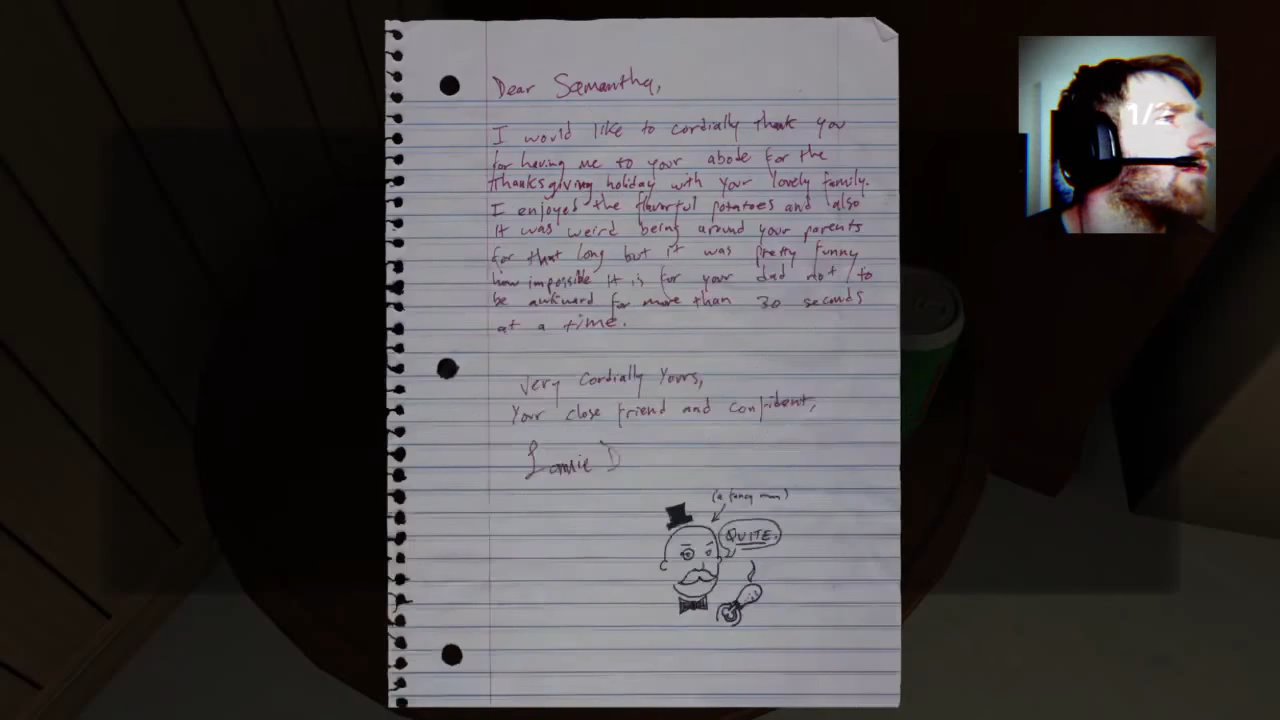 1/2
Dear Samantha,
I would like to cordially thank you
for having me to your abode for the
thanksgiving holiday with your lovely family.
I enjoyed the flavorful potatoes and also
it was weird being around your parents
for that long but it was pretty funny
how impossible it is for your dad not to
be awkward for more than 30 seconds
at a time.
Very Cordially Yours,
Your close friend and confident,
Lonnie D
(a fancy man)
QUITE.